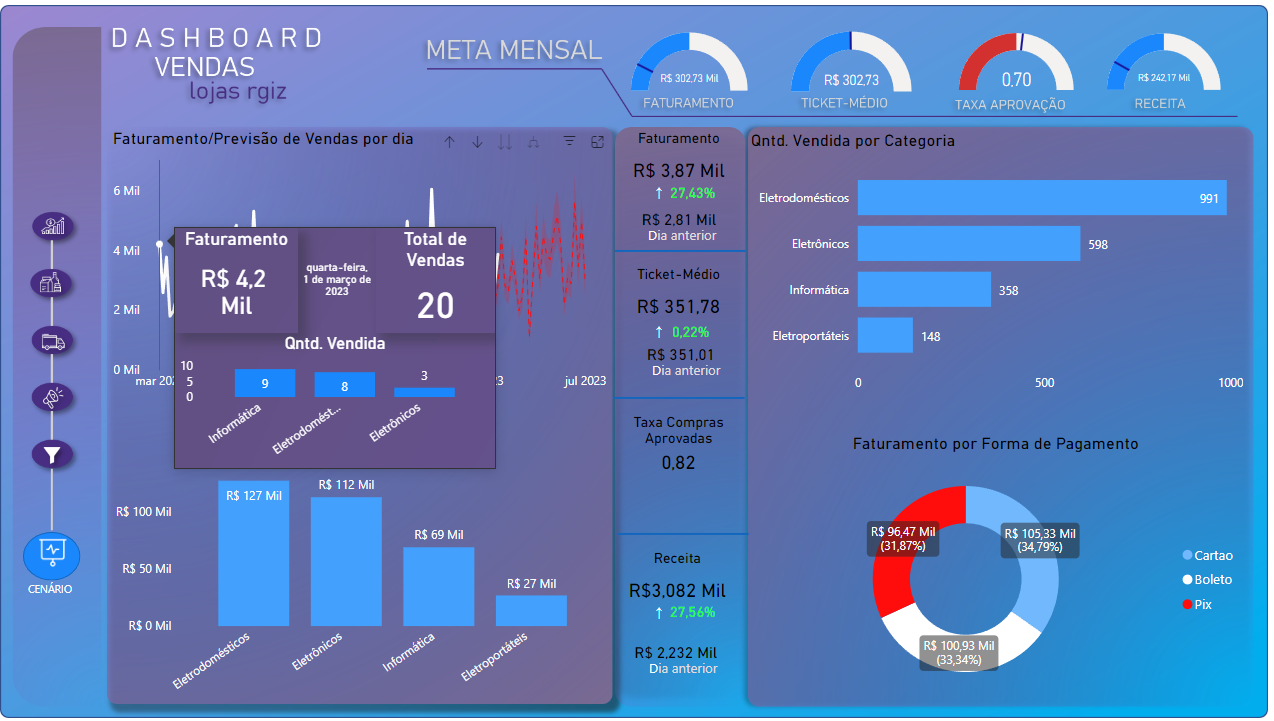 DASHBOARD
VENDAS
lojas rgiz
META MENSAL
R$ 302,73 Mil
FATURAMENTO
R$ 302,73
TICKET-MÉDIO
0,70
TAXA APROVAÇÃO
R$ 242,17 Mil
RECEITA
CENÁRIO
Faturamento/Previsão de Vendas por dia
6 Mil
4 Mil
2 Mil
0 Mil
jul 2023
Faturamento
R$ 4,2
Mil
quarta-feira,
1 de março de
2023
Total de
Vendas
20
Qntd. Vendida
10
5
0
9
8
3
Informática
Eletrodomést...
Eletrônicos
R$ 100 Mil
R$ 50 Mil
R$ 0 Mil
R$ 127 Mil
R$ 112 Mil
R$ 69 Mil
R$ 27 Mil
Eletrodomésticos
Eletrônicos
Informática
Eletroportáteis
Faturamento
R$ 3,87 Mil
↑ 27,43%
R$ 2,81 Mil
Dia anterior
Ticket-Médio
R$ 351,78
↑ 0,22%
R$ 351,01
Dia anterior
Taxa Compras
Aprovadas
0,82
Receita
R$3,082 Mil
↑ 27,56%
R$ 2,232 Mil
Dia anterior
Qntd. Vendida por Categoria
Eletrodomésticos 991
Eletrônicos 598
Informática 358
Eletroportáteis 148
0 500 1000
Faturamento por Forma de Pagamento
R$ 96,47 Mil
(31,87%)
R$ 105,33 Mil
(34,79%)
R$ 100,93 Mil
(33,34%)
Cartao
Boleto
Pix